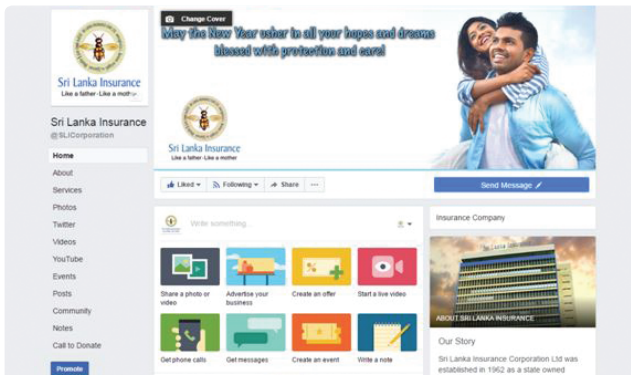 Change Cover
May the New Year usher in all your hopes and dreams
blessed with protection and care!
Sri Lanka Insurance
Like a father - Like a mother
Sri Lanka Insurance
Like a father - Like a mother
Sri Lanka Insurance
@SLICorporation
Home
About
Services
Photos
Twitter
Videos
YouTube
Events
Posts
Community
Notes
Call to Donate
Promote
Liked
Following
Share
Send Message
Write something...
Share a photo or
video
Advertise your
business
Create an offer
Start a live video
Get phone calls
Get messages
Create an event
Write a note
Insurance Company
ABOUT SRI LANKA INSURANCE
Our Story
Sri Lanka Insurance Corporation Ltd was
established in 1962 as a state owned